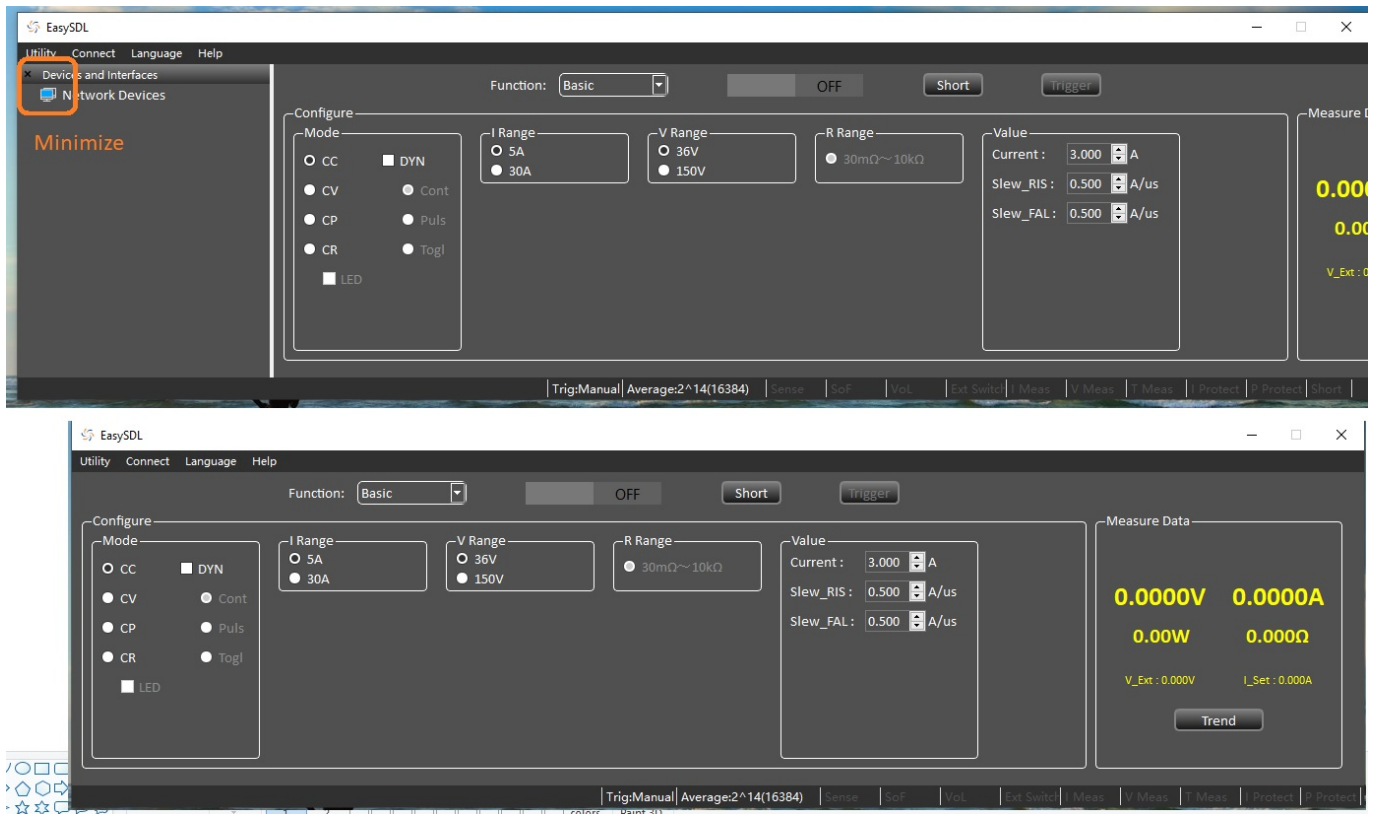 EasySDL
Utility Connect Language Help
Devices and Interfaces
Network Devices
Minimize
Function: Basic OFF Short Trigger
Configure
Mode I Range V Range R Range Value
CC DYN 5A 36V 30mΩ~10kΩ Current : 3.000 A
30A 150V
CV Cont Slew_RIS : 0.500 A/us
CP Puls Slew_FAL : 0.500 A/us
CR Togl
LED
Measure
0.00
V_Ext :
Trig:Manual Average:2^14(16384) Sense SoF VoL Ext Switch I Meas V Meas T Meas I Protect P Protect Short
EasySDL
Utility Connect Language Help
Function: Basic OFF Short Trigger
Configure
Mode I Range V Range R Range Value
CC DYN 5A 36V 30mΩ~10kΩ Current : 3.000 A
30A 150V
CV Cont Slew_RIS : 0.500 A/us
CP Puls Slew_FAL : 0.500 A/us
CR Togl
LED
Measure Data
0.0000V 0.0000A
0.00W 0.000Ω
V_Ext : 0.000V I_Set : 0.000A
Trend
Trig:Manual Average:2^14(16384) Sense SoF VoL Ext Switch I Meas V Meas T Meas I Protect P Protect
colors Paint 3D